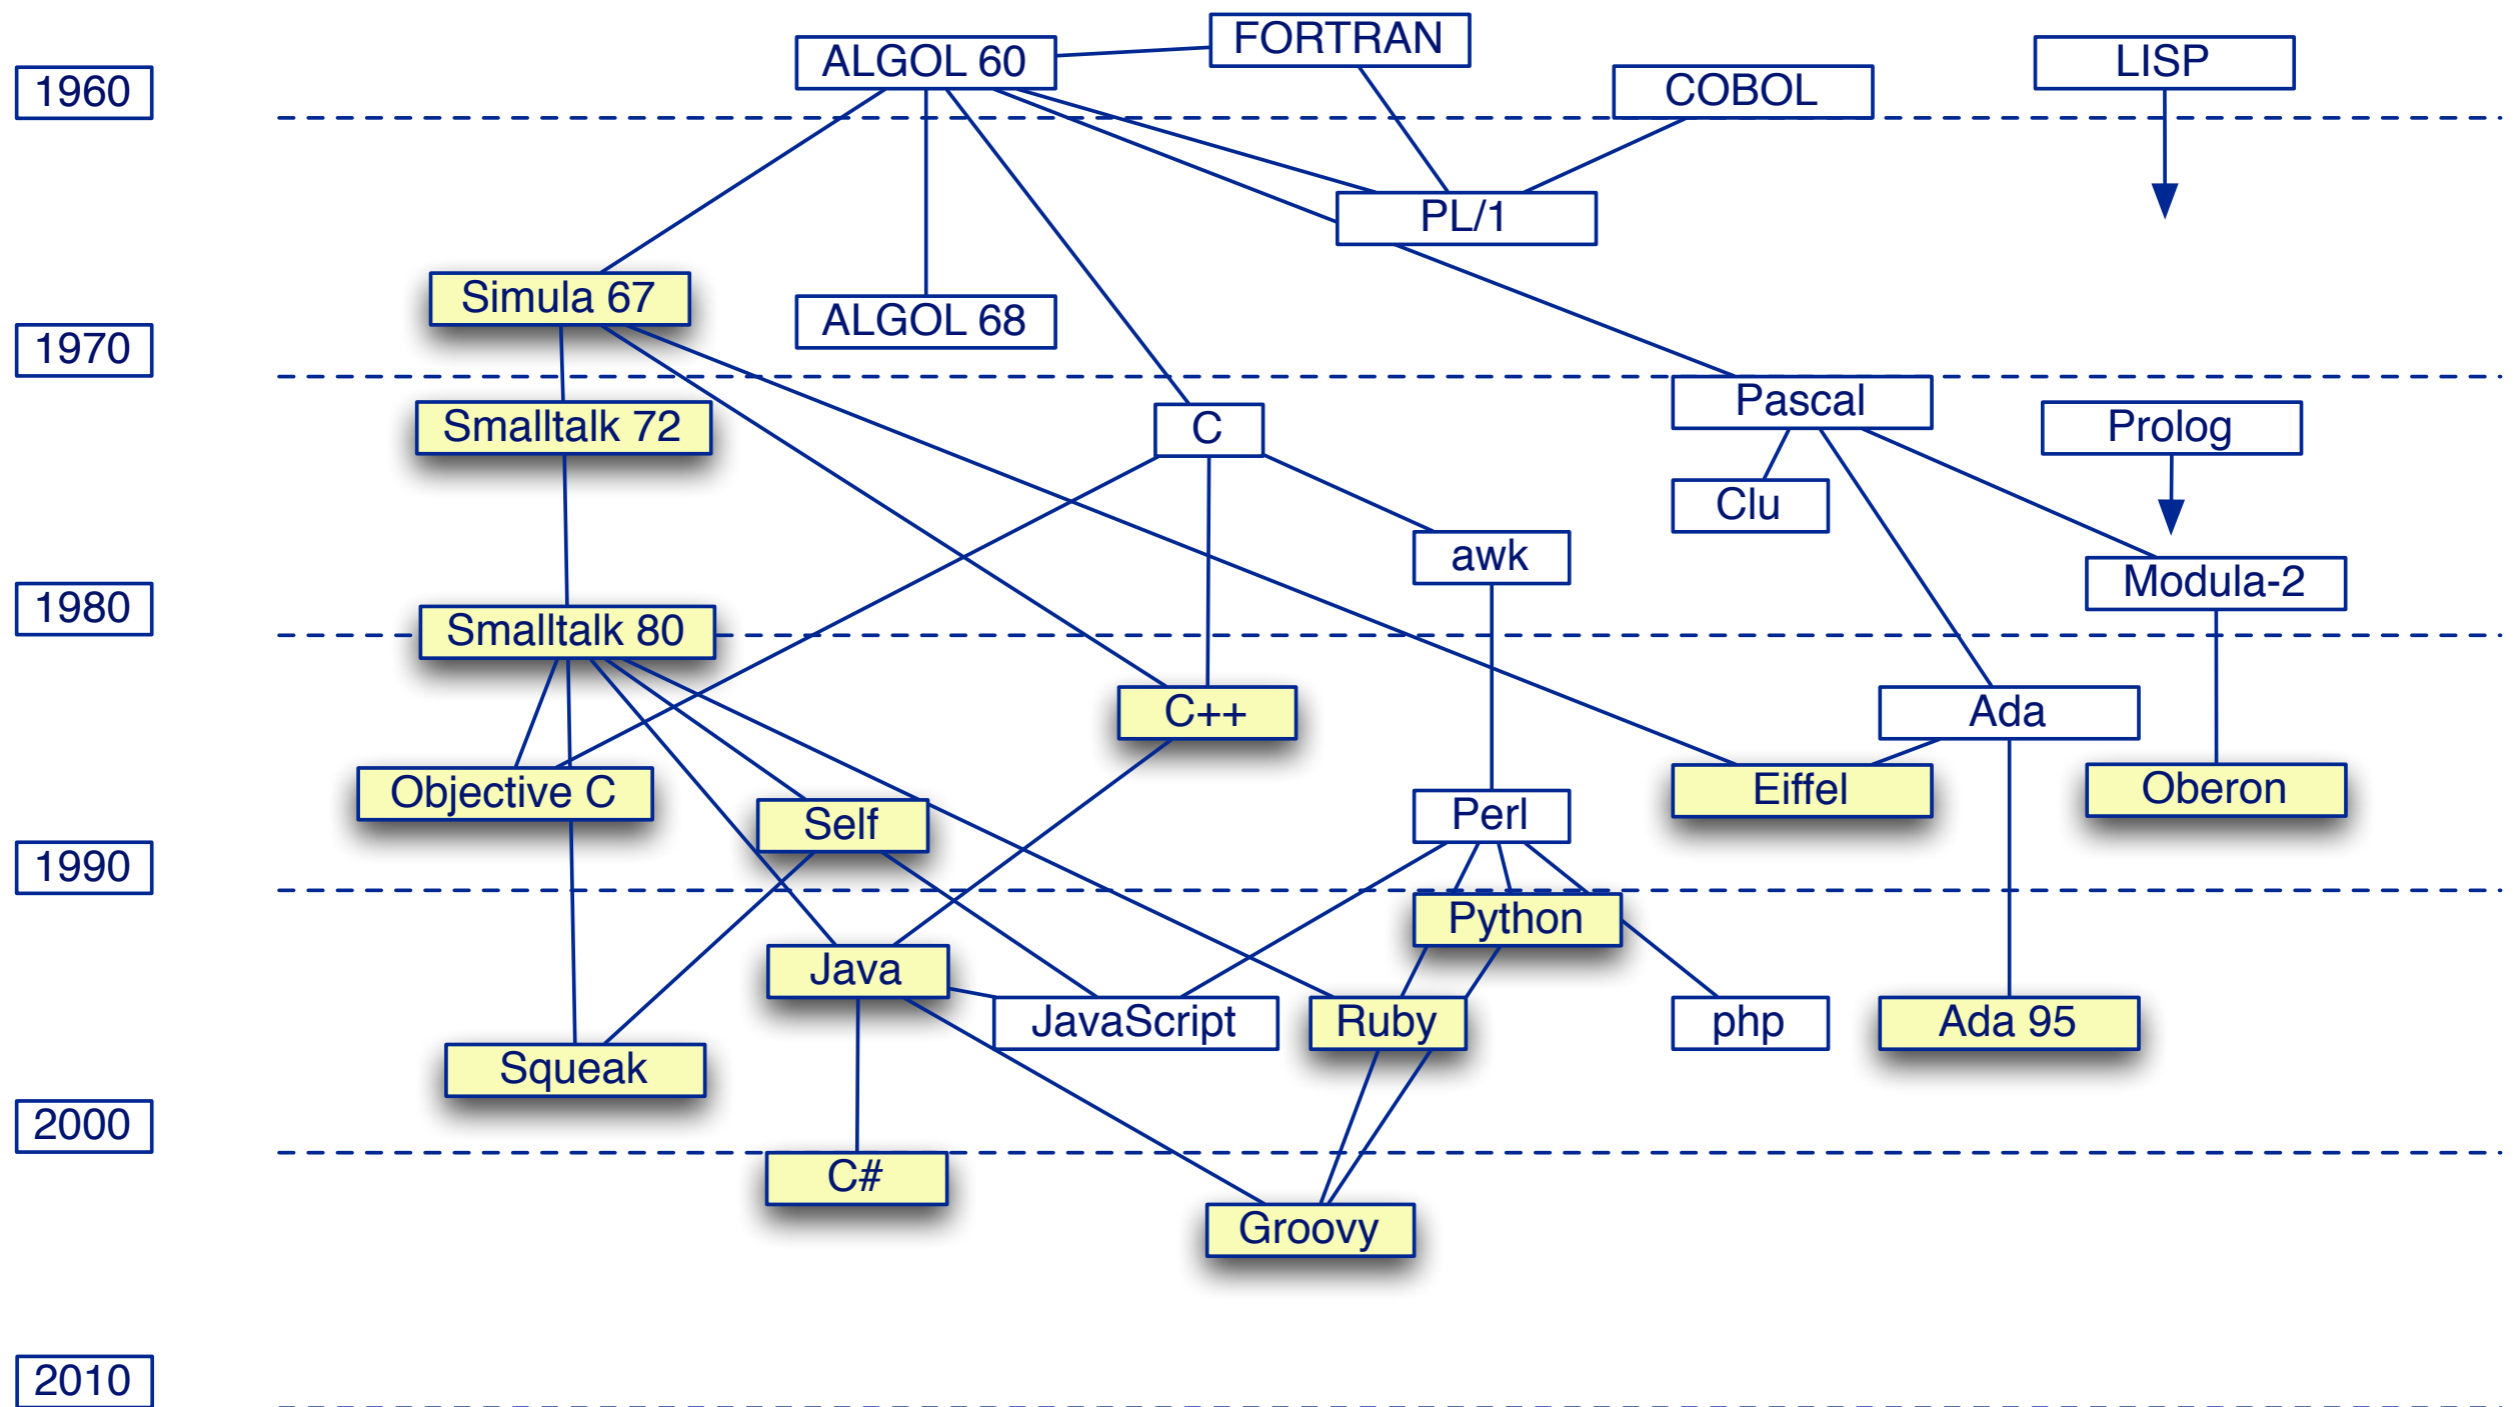 FORTRAN
ALGOL 60
LISP
1960
COBOL
PL/1
Simula 67
ALGOL 68
1970
Pascal
Smalltalk 72
C
Prolog
Clu
awk
Modula-2
1980
Smalltalk 80
C++
Ada
Objective C
Eiffel
Oberon
Self
Perl
1990
Python
Java
JavaScript
Ruby
php
Ada 95
Squeak
2000
C#
Groovy
2010